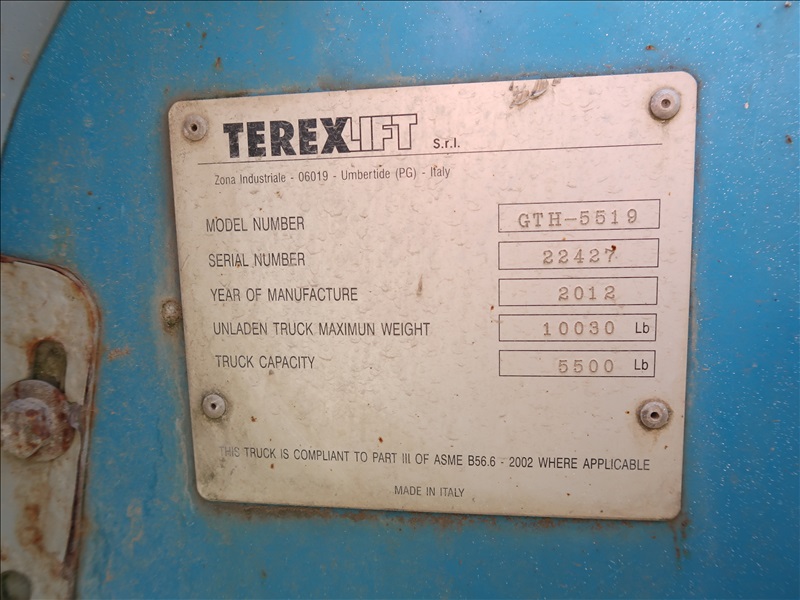 TEREXLIFT S.r.l.
Zona Industriale - 06019 - Umbertide (PG) - Italy
MODEL NUMBER GTH-5519
SERIAL NUMBER 22427
YEAR OF MANUFACTURE 2012
UNLADEN TRUCK MAXIMUN WEIGHT 10030 Lb
TRUCK CAPACITY 5500 Lb
THIS TRUCK IS COMPLIANT TO PART III OF ASME B56.6 - 2002 WHERE APPLICABLE
MADE IN ITALY